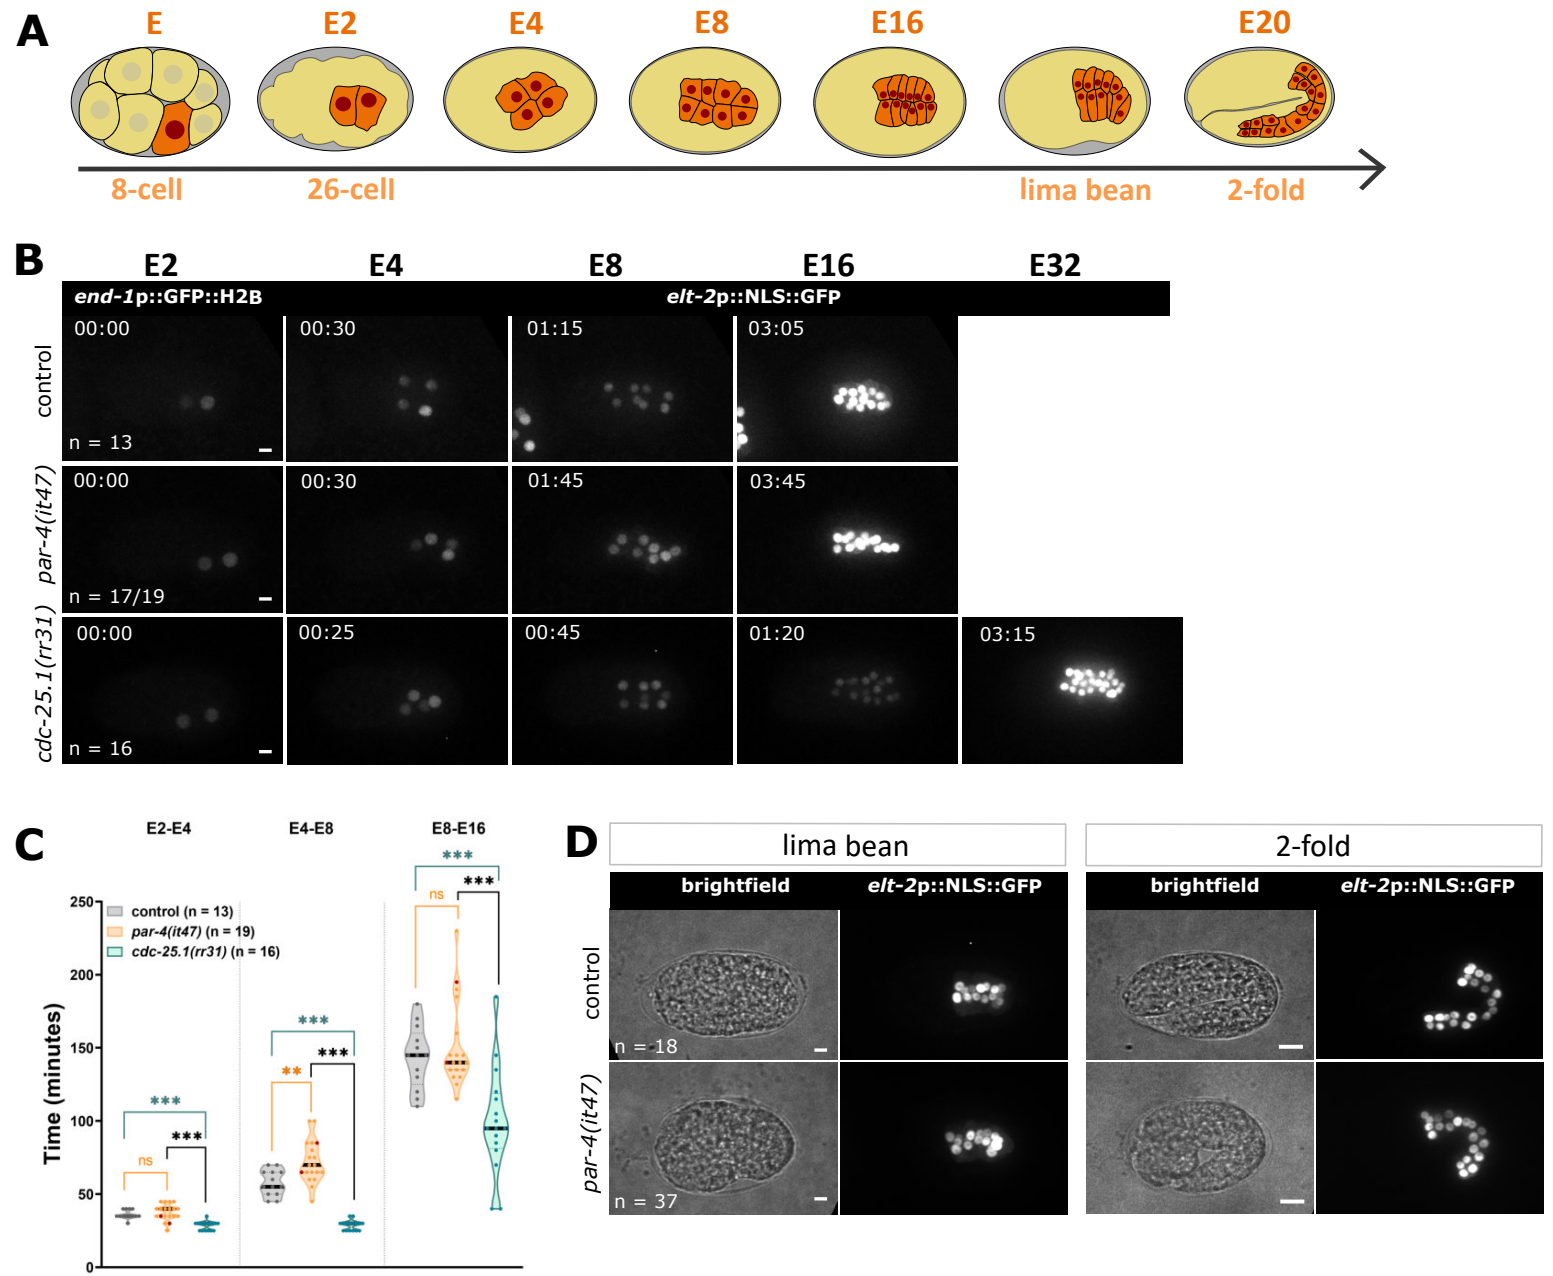 A
E E2 E4 E8 E16 E20
8-cell 26-cell lima bean 2-fold
B
E2 E4 E8 E16 E32
end-1p::GFP::H2B elt-2p::NLS::GFP
control
00:00 00:30 01:15 03:05
n = 13
par-4(it47)
00:00 00:30 01:45 03:45
n = 17/19
cdc-25.1(rr31)
00:00 00:25 00:45 01:20 03:15
n = 16
C
E2-E4 E4-E8 E8-E16
Time (minutes)
250
200
150
100
50
0
control (n = 13)
par-4(it47) (n = 19)
cdc-25.1(rr31) (n = 16)
*** *** ns
*** *** **
*** *** ns
D
lima bean 2-fold
brightfield elt-2p::NLS::GFP brightfield elt-2p::NLS::GFP
control
n = 18
par-4(it47)
n = 37